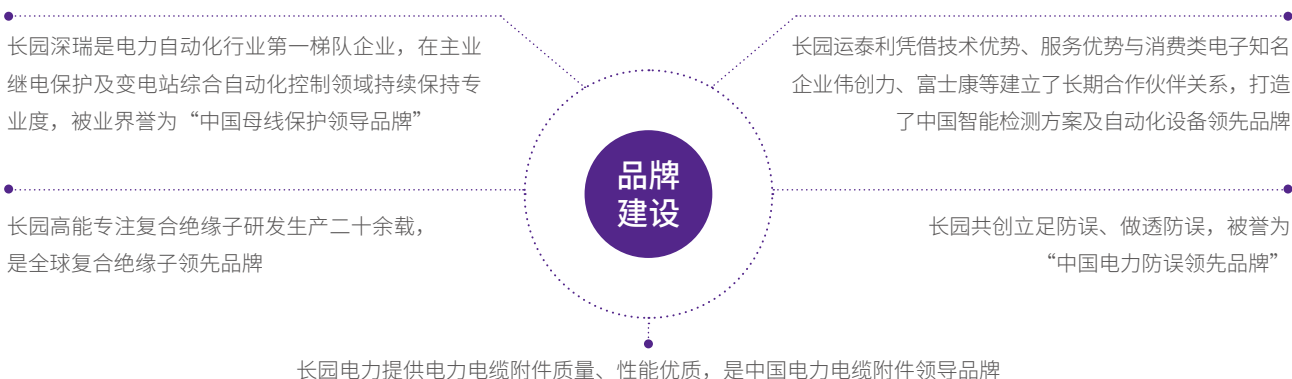 长园深瑞是电力自动化行业第一梯队企业，在主业
继电保护及变电站综合自动化控制领域持续保持专
业度，被业界誉为“中国母线保护领导品牌”
长园运泰利凭借技术优势、服务优势与消费类电子知名
企业伟创力、富士康等建立了长期合作伙伴关系，打造
了中国智能检测方案及自动化设备领先品牌
品牌
建设
长园高能专注复合绝缘子研发生产二十余载，
是全球复合绝缘子领先品牌
长园共创立足防误、做透防误，被誉为
“中国电力防误领先品牌”
长园电力提供电力电缆附件质量、性能优质，是中国电力电缆附件领导品牌